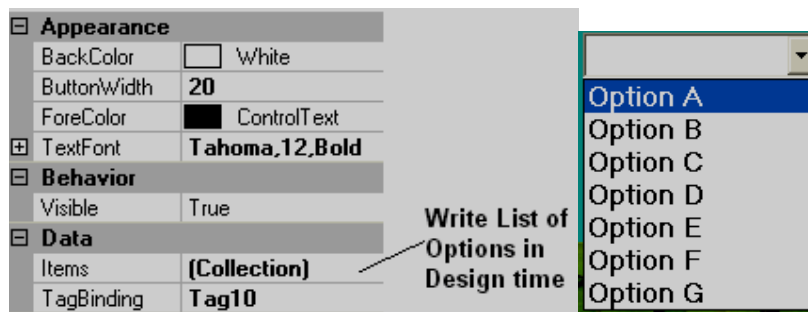 Appearance
BackColor White
ButtonWidth 20
ForeColor ControlText
TextFont Tahoma,12,Bold
Behavior
Visible True
Data
Items (Collection)
TagBinding Tag10
Write List of
Options in
Design time
Option A
Option B
Option C
Option D
Option E
Option F
Option G